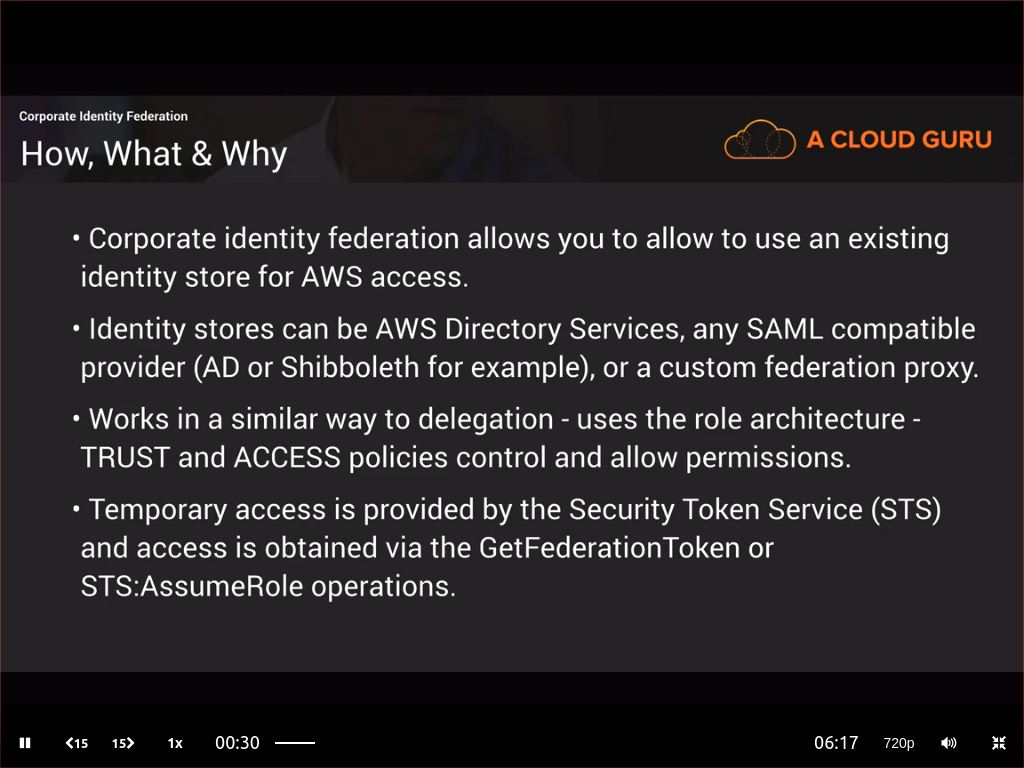 Corporate Identity Federation
How, What & Why
A CLOUD GURU
• Corporate identity federation allows you to allow to use an existing
identity store for AWS access.
• Identity stores can be AWS Directory Services, any SAML compatible
provider (AD or Shibboleth for example), or a custom federation proxy.
• Works in a similar way to delegation - uses the role architecture -
TRUST and ACCESS policies control and allow permissions.
• Temporary access is provided by the Security Token Service (STS)
and access is obtained via the GetFederationToken or
STS:AssumeRole operations.
15 15 1x 00:30 06:17 720p